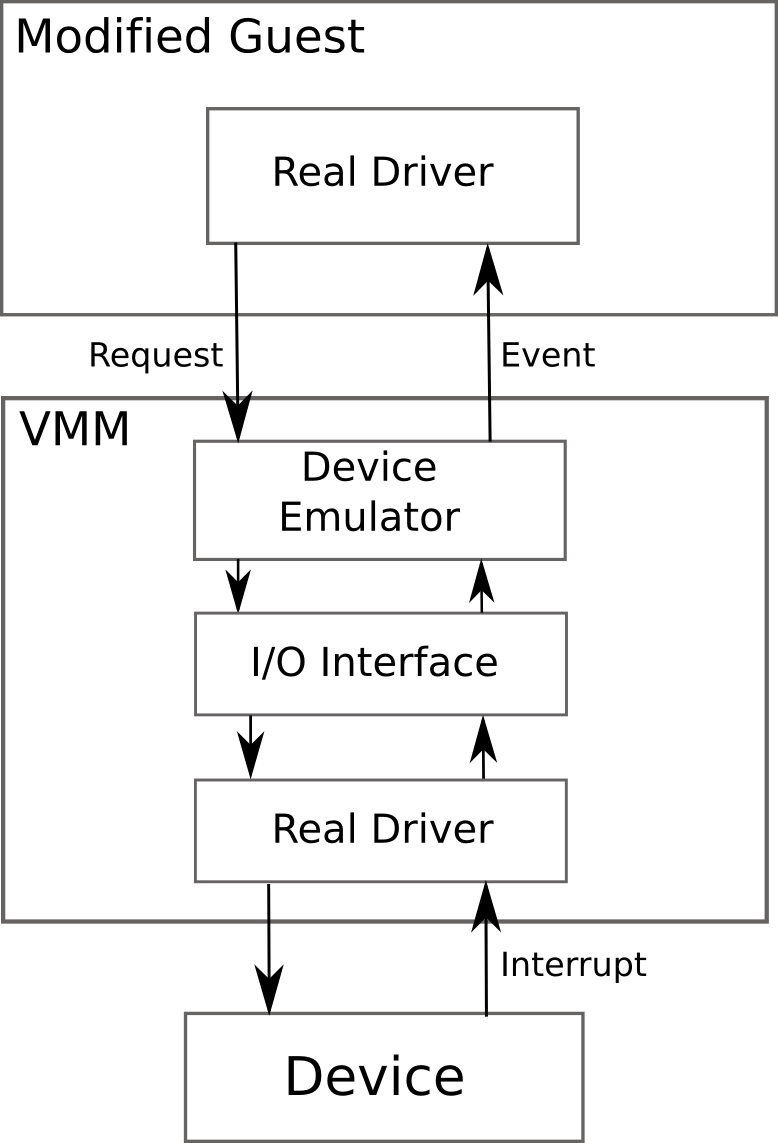 Modified Guest
Real Driver
Request
Event
VMM
Device
Emulator
I/O Interface
Real Driver
Interrupt
Device